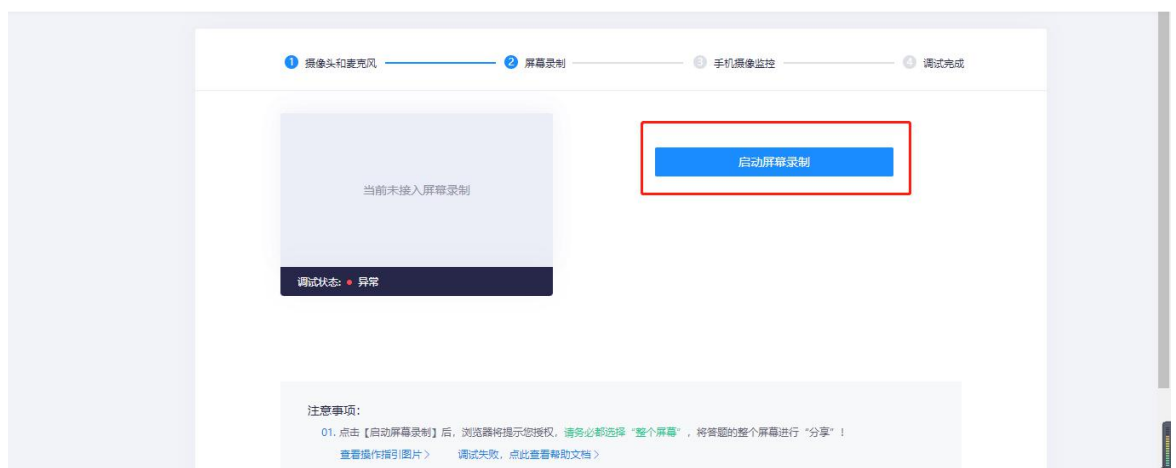 1 摄像头和麦克风 2 屏幕录制 3 手机摄像监控 4 调试完成
启动屏幕录制
当前未接入屏幕录制
调试状态: 异常
注意事项：
01. 点击【启动屏幕录制】后，浏览器将提示您授权，请务必都选择“整个屏幕”，将答题的整个屏幕进行“分享”！
查看操作指引图片〉 调试失败，点此查看帮助文档〉